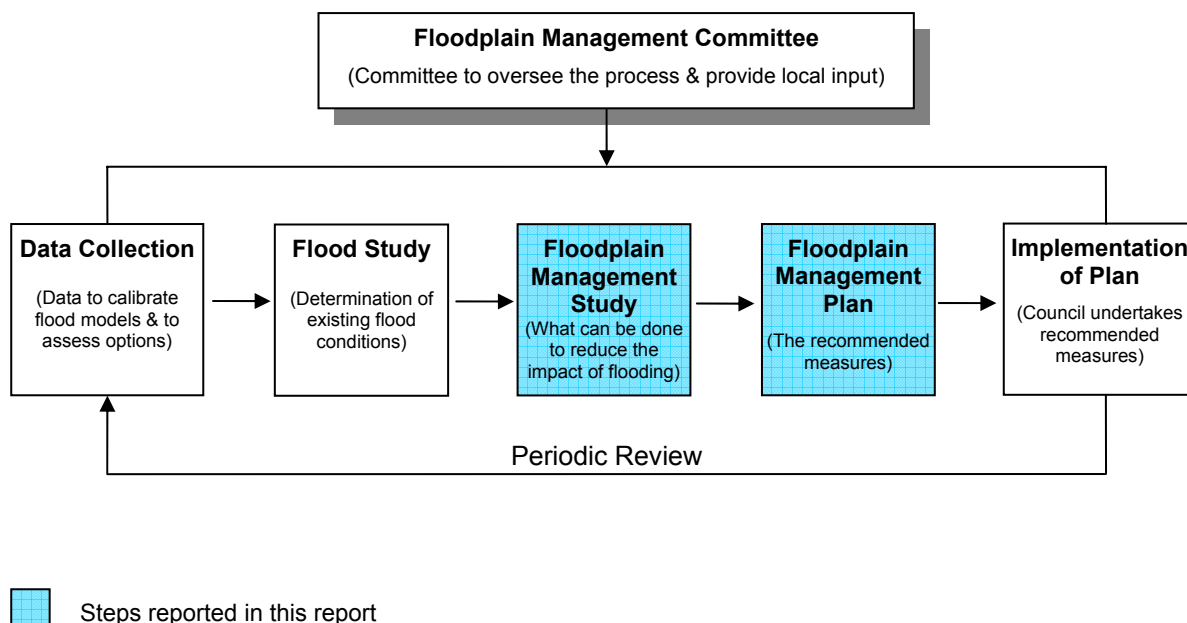 Floodplain Management Committee
(Committee to oversee the process & provide local input)
Data Collection
(Data to calibrate
flood models & to
assess options)
Flood Study
(Determination of
existing flood
conditions)
Floodplain
Management
Study
(What can be done
to reduce the
impact of flooding)
Floodplain
Management
Plan
(The recommended
measures)
Implementation
of Plan
(Council undertakes
recommended
measures)
Periodic Review
Steps reported in this report